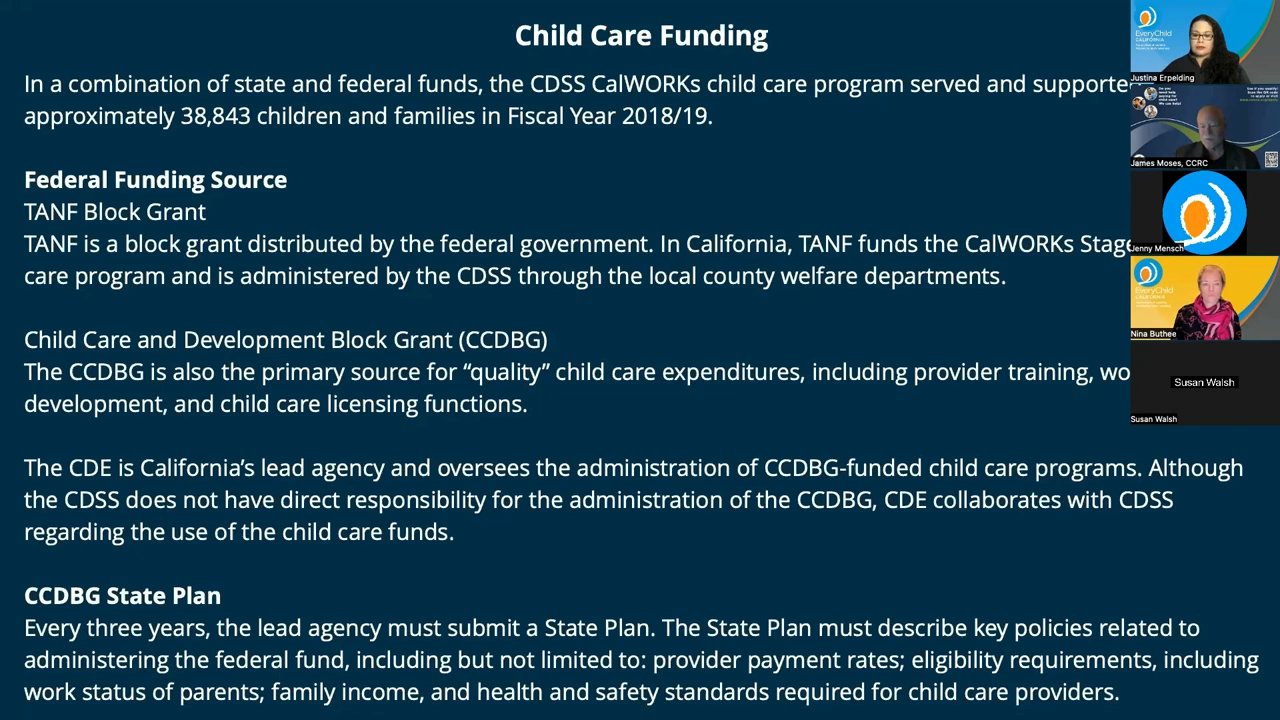 Child Care Funding
In a combination of state and federal funds, the CDSS CalWORKs child care program served and supporte
approximately 38,843 children and families in Fiscal Year 2018/19.
Federal Funding Source
TANF Block Grant
TANF is a block grant distributed by the federal government. In California, TANF funds the CalWORKs Stag
care program and is administered by the CDSS through the local county welfare departments.
Child Care and Development Block Grant (CCDBG)
The CCDBG is also the primary source for “quality” child care expenditures, including provider training, wo
development, and child care licensing functions.
The CDE is California’s lead agency and oversees the administration of CCDBG-funded child care programs. Although
the CDSS does not have direct responsibility for the administration of the CCDBG, CDE collaborates with CDSS
regarding the use of the child care funds.
CCDBG State Plan
Every three years, the lead agency must submit a State Plan. The State Plan must describe key policies related to
administering the federal fund, including but not limited to: provider payment rates; eligibility requirements, including
work status of parents; family income, and health and safety standards required for child care providers.
EveryChild
CALIFORNIA
Justina Erpelding
James Moses, CCRC
Jenny Mensch
EveryChild
CALIFORNIA
Nina Buthee
Susan Walsh
Susan Walsh